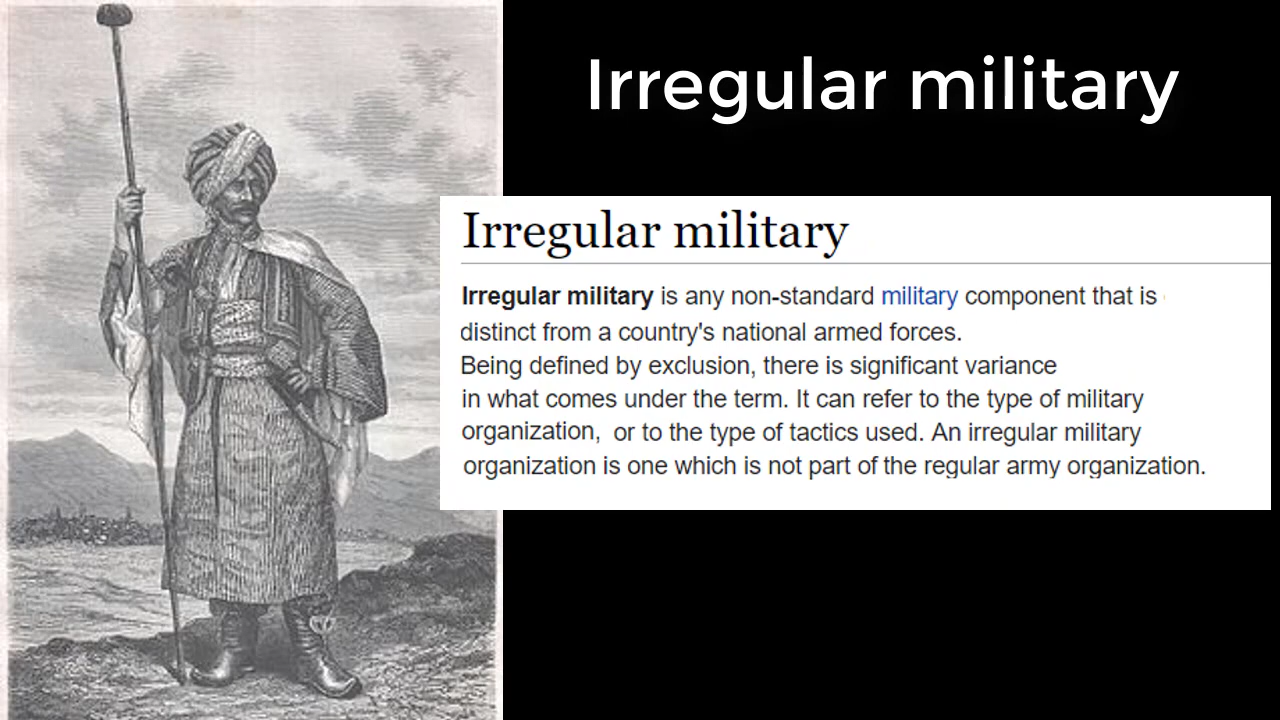 Irregular military
Irregular military
Irregular military is any non-standard military component that is
distinct from a country's national armed forces.
Being defined by exclusion, there is significant variance
in what comes under the term. It can refer to the type of military
organization, or to the type of tactics used. An irregular military
organization is one which is not part of the regular army organization.